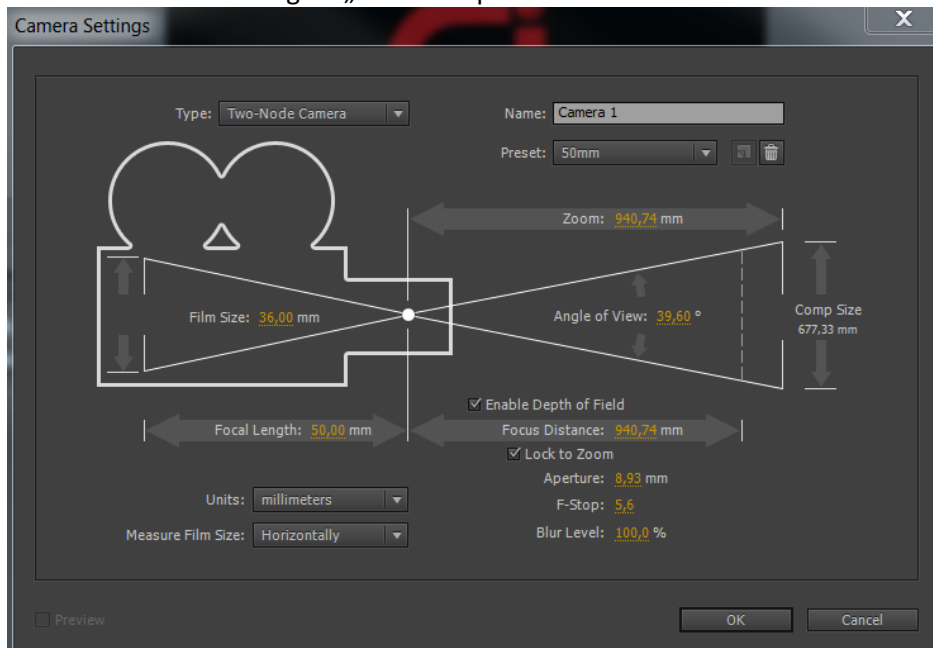 Camera Settings
X
Type: Two-Node Camera
Name: Camera 1
Preset: 50mm
Zoom: 940,74 mm
Film Size: 36,00 mm
Angle of View: 39,60 °
Comp Size
677,33 mm
Enable Depth of Field
Focal Length: 50,00 mm
Focus Distance: 940,74 mm
Lock to Zoom
Aperture: 8,93 mm
Units: millimeters
F-Stop: 5,6
Measure Film Size: Horizontally
Blur Level: 100,0 %
Preview
OK
Cancel